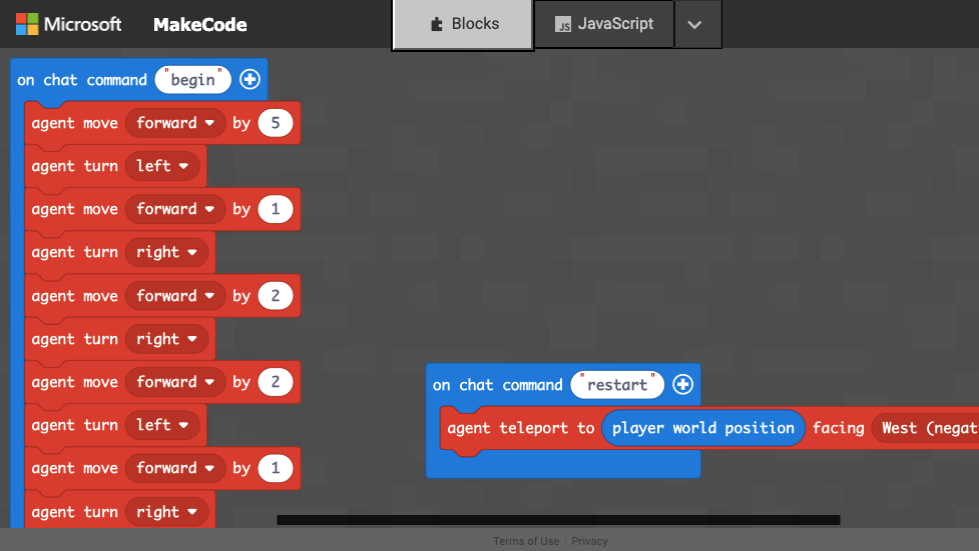 Microsoft MakeCode Blocks JS JavaScript
on chat command "begin"
agent move forward by 5
agent turn left
agent move forward by 1
agent turn right
agent move forward by 2
agent turn right
agent move forward by 2
agent turn left
agent move forward by 1
agent turn right
on chat command "restart"
agent teleport to player world position facing West (negat
Terms of Use Privacy